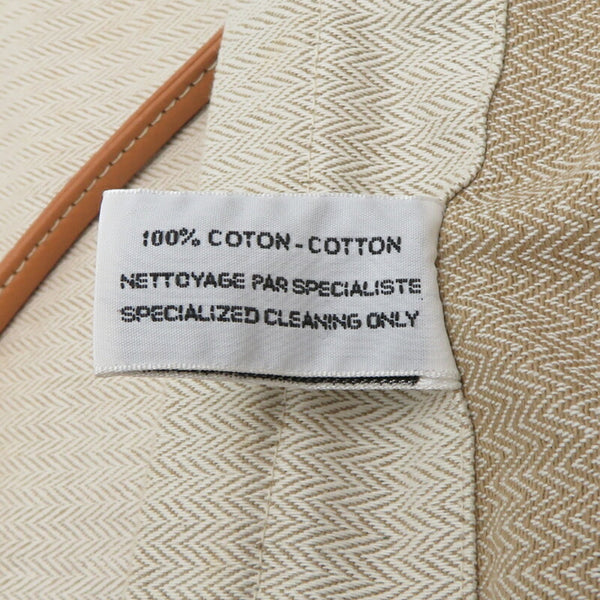 100% COTON-COTTON
NETTOYAGE PAR SPECIALISTE
SPECIALIZED CLEANING ONLY